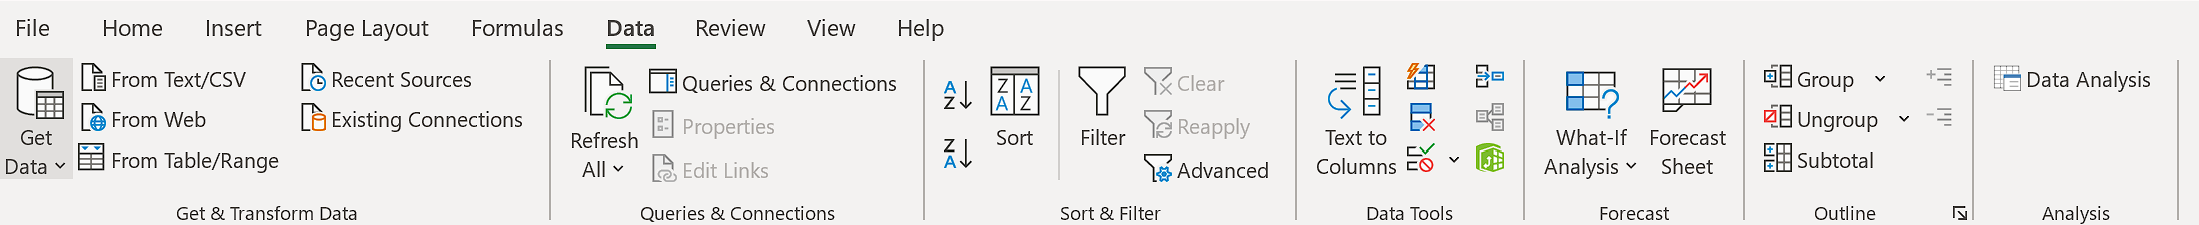 File Home Insert Page Layout Formulas Data Review View Help
Get
Data
From Text/CSV
From Web
From Table/Range
Recent Sources
Existing Connections
Get & Transform Data
Refresh
All
Queries & Connections
Properties
Edit Links
Queries & Connections
A
Z
Z
A
Z A
A Z
Sort
Filter
Clear
Reapply
Advanced
Sort & Filter
Text to
Columns
Data Tools
What-If
Analysis
Forecast
Sheet
Forecast
Group
Ungroup
Subtotal
Outline
Data Analysis
Analysis